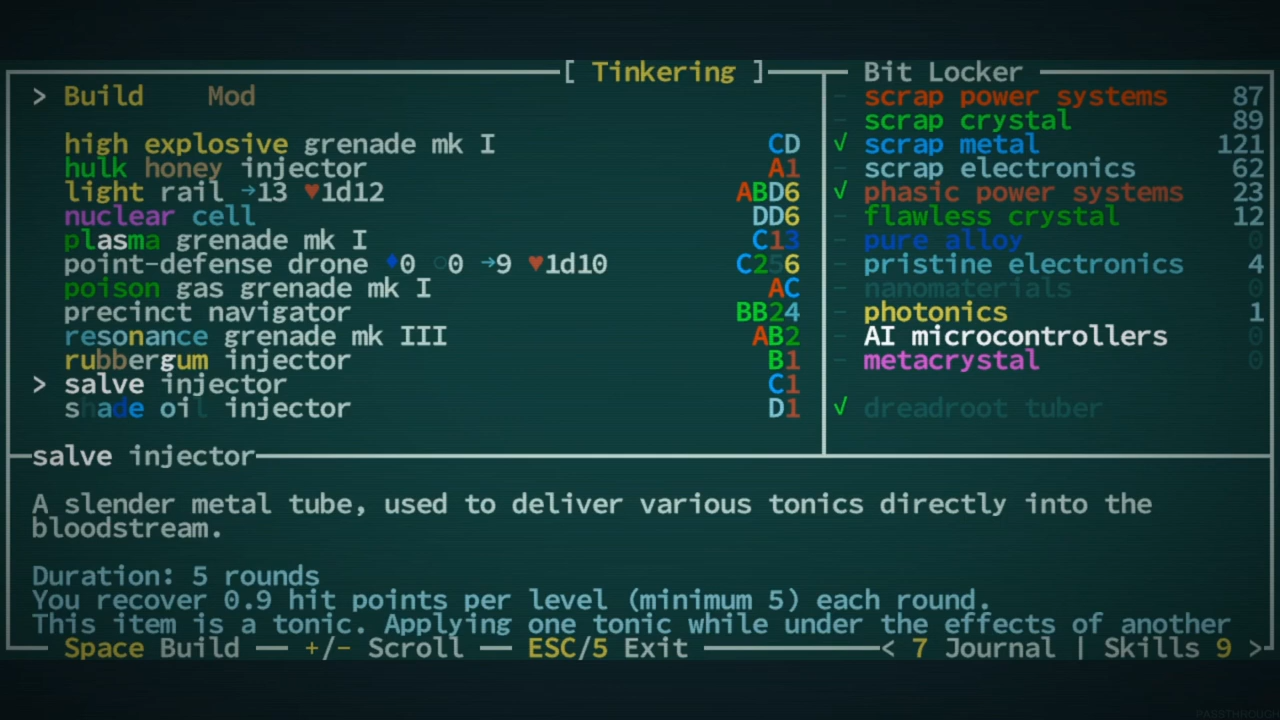 [ Tinkering ] Bit Locker
> Build Mod
scrap power systems 87
scrap crystal 89
high explosive grenade mk I CD
√ scrap metal 121
hulk honey injector A1
scrap electronics 62
light rail →13 ♥1d12 ABD6
√ phasic power systems 23
nuclear cell DD6
flawless crystal 12
plasma grenade mk I C13
pure alloy 0
point-defense drone ♦0 ○0 →9 ♥1d10 C256
pristine electronics 4
poison gas grenade mk I AC
nanomaterials 0
precinct navigator BB24
photonics 1
resonance grenade mk III AB2
AI microcontrollers 0
rubbergum injector B1
metacrystal 0
> salve injector C1
shade oil injector D1
√ dreadroot tuber
salve injector
A slender metal tube, used to deliver various tonics directly into the
bloodstream.
Duration: 5 rounds
You recover 0.9 hit points per level (minimum 5) each round.
This item is a tonic. Applying one tonic while under the effects of another
Space Build — +/- Scroll — ESC/5 Exit < 7 Journal | Skills 9 >